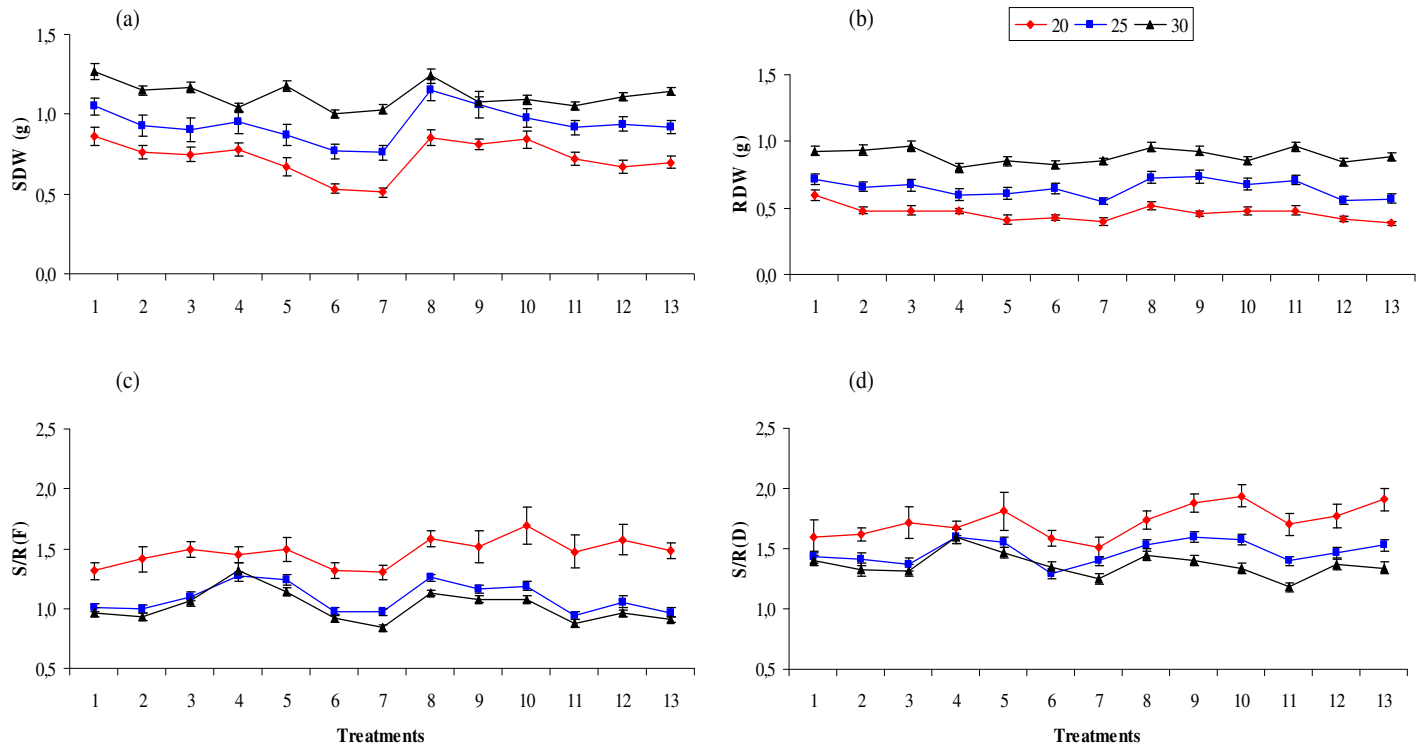 (a)
(b)
20 25 30
1,5
1,0
0,5
0,0
SDW (g)
1 2 3 4 5 6 7 8 9 10 11 12 13
1,5
1,0
0,5
0,0
RDW (g)
1 2 3 4 5 6 7 8 9 10 11 12 13
(c)
(d)
2,5
2,0
1,5
1,0
0,5
S/R(F)
1 2 3 4 5 6 7 8 9 10 11 12 13
Treatments
2,5
2,0
1,5
1,0
0,5
S/R(D)
1 2 3 4 5 6 7 8 9 10 11 12 13
Treatments